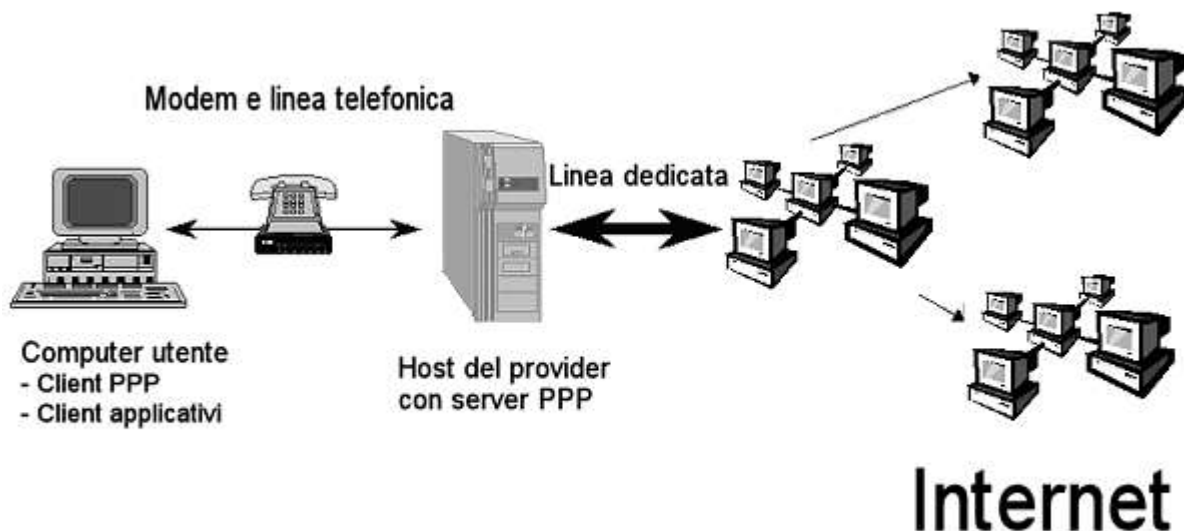 Modem e linea telefonica
Linea dedicata
Computer utente
- Client PPP
- Client applicativi
Host del provider
con server PPP
Internet